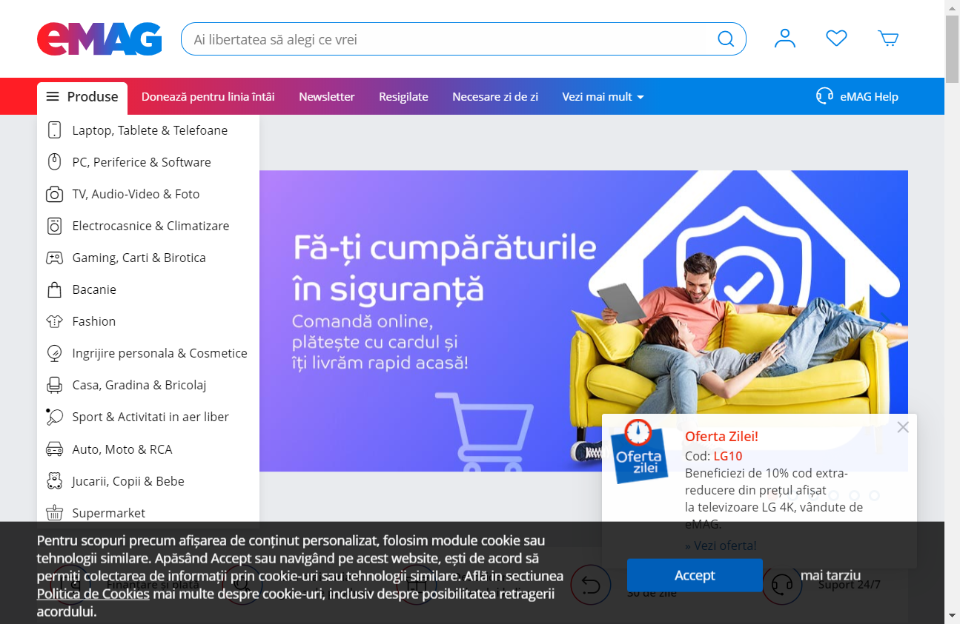 eMAG
Ai libertatea să alegi ce vrei
Produse
Donează pentru linia întâi
Newsletter
Resigilate
Necesare zi de zi
Vezi mai mult
eMAG Help
Laptop, Tablete & Telefoane
PC, Periferice & Software
TV, Audio-Video & Foto
Electrocasnice & Climatizare
Gaming, Carti & Birotica
Bacanie
Fashion
Ingrijire personala & Cosmetice
Casa, Gradina & Bricolaj
Sport & Activitati in aer liber
Auto, Moto & RCA
Jucarii, Copii & Bebe
Supermarket
Fă-ți cumpărăturile
în siguranță
Comandă online,
plătește cu cardul și
îți livrăm rapid acasă!
Oferta
zilei
Oferta Zilei!
Cod: LG10
Beneficiezi de 10% cod extra-
reducere din prețul afișat
la televizoare LG 4K, vândute de
eMAG.
» Vezi oferta!
Pentru scopuri precum afișarea de conținut personalizat, folosim module cookie sau
tehnologii similare. Apăsând Accept sau navigând pe acest website, ești de acord să
permiți colectarea de informații prin cookie-uri sau tehnologii similare. Află in sectiunea
Politica de Cookies mai multe despre cookie-uri, inclusiv despre posibilitatea retragerii
acordului.
Accept
mai tarziu
30 de zile
Suport 24/7